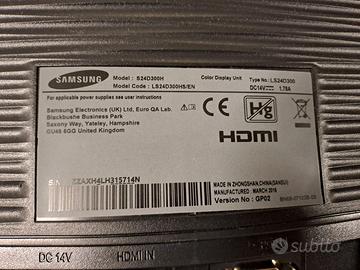 SAMSUNG
Model : S24D300H
Model Code : LS24D300HS/EN
Color Display Unit
Type No : LS24D300
DC14V 1.78A
For applicable power supplies see user instructions
Samsung Electronics (UK) Ltd, Euro QA Lab.
Blackbushe Business Park
Saxony Way, Yateley, Hampshire
GU46 6GG United Kingdom
CE
Hg
HDMI
S/N
ZZAXH4LH315714N
MADE IN ZHONGSHAN,CHINA(SANSUI)
MANUFACTURED : MARCH 2016
Version No : GP02
DC 14V
HDMI IN
subito